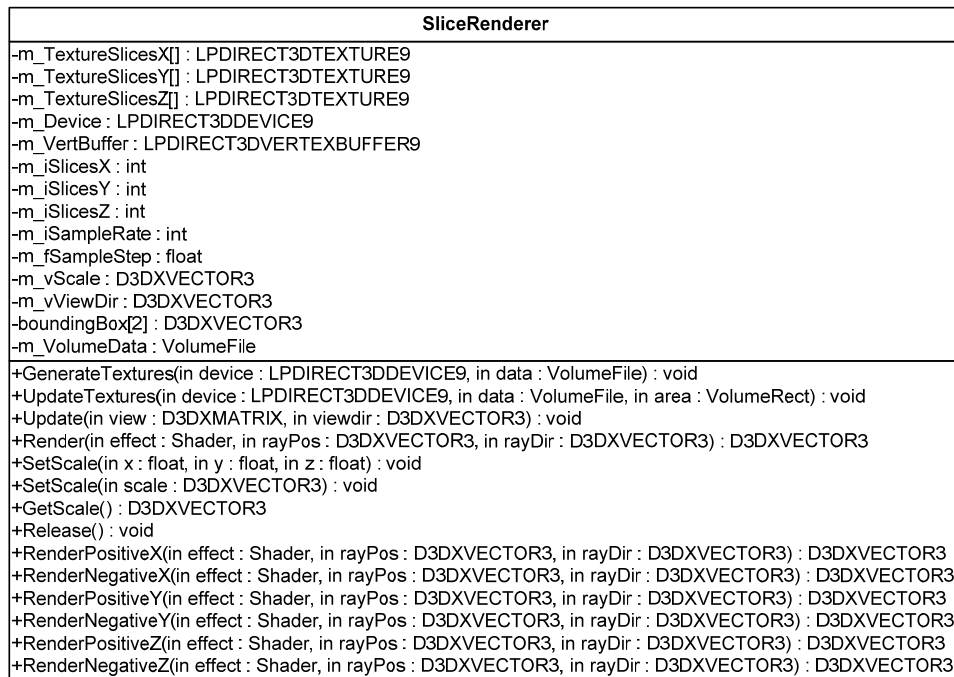 SliceRenderer
-m_TextureSlicesX[] : LPDIRECT3DTEXTURE9
-m_TextureSlicesY[] : LPDIRECT3DTEXTURE9
-m_TextureSlicesZ[] : LPDIRECT3DTEXTURE9
-m_Device : LPDIRECT3DDEVICE9
-m_VertBuffer : LPDIRECT3DVERTEXBUFFER9
-m_iSlicesX : int
-m_iSlicesY : int
-m_iSlicesZ : int
-m_iSampleRate : int
-m_fSampleStep : float
-m_vScale : D3DXVECTOR3
-m_vViewDir : D3DXVECTOR3
-boundingBox[2] : D3DXVECTOR3
-m_VolumeData : VolumeFile
+GenerateTextures(in device : LPDIRECT3DDEVICE9, in data : VolumeFile) : void
+UpdateTextures(in device : LPDIRECT3DDEVICE9, in data : VolumeFile, in area : VolumeRect) : void
+Update(in view : D3DXMATRIX, in viewdir : D3DXVECTOR3) : void
+Render(in effect : Shader, in rayPos : D3DXVECTOR3, in rayDir : D3DXVECTOR3) : D3DXVECTOR3
+SetScale(in x : float, in y : float, in z : float) : void
+SetScale(in scale : D3DXVECTOR3) : void
+GetScale() : D3DXVECTOR3
+Release() : void
+RenderPositiveX(in effect : Shader, in rayPos : D3DXVECTOR3, in rayDir : D3DXVECTOR3) : D3DXVECTOR3
+RenderNegativeX(in effect : Shader, in rayPos : D3DXVECTOR3, in rayDir : D3DXVECTOR3) : D3DXVECTOR3
+RenderPositiveY(in effect : Shader, in rayPos : D3DXVECTOR3, in rayDir : D3DXVECTOR3) : D3DXVECTOR3
+RenderNegativeY(in effect : Shader, in rayPos : D3DXVECTOR3, in rayDir : D3DXVECTOR3) : D3DXVECTOR3
+RenderPositiveZ(in effect : Shader, in rayPos : D3DXVECTOR3, in rayDir : D3DXVECTOR3) : D3DXVECTOR3
+RenderNegativeZ(in effect : Shader, in rayPos : D3DXVECTOR3, in rayDir : D3DXVECTOR3) : D3DXVECTOR3